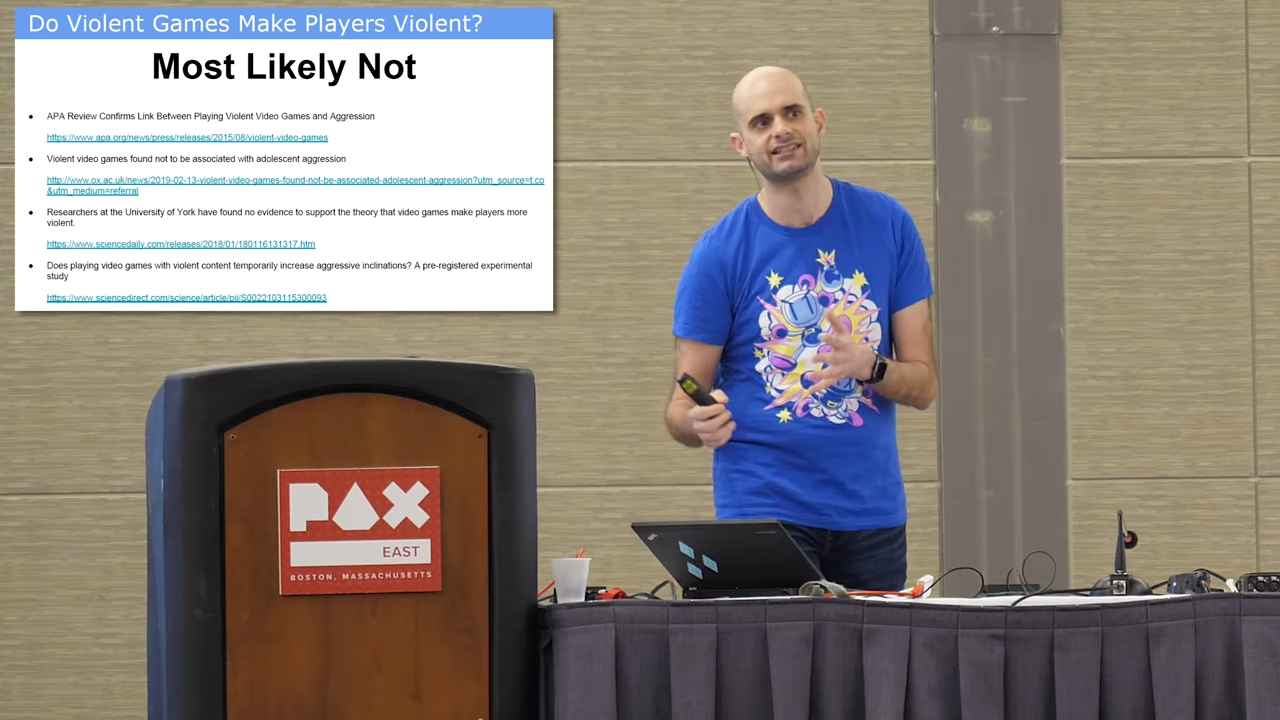 Do Violent Games Make Players Violent?
Most Likely Not
● APA Review Confirms Link Between Playing Violent Video Games and Aggression
https://www.apa.org/news/press/releases/2015/08/violent-video-games
● Violent video games found not to be associated with adolescent aggression
http://www.ox.ac.uk/news/2019-02-13-violent-video-games-found-not-be-associated-adolescent-aggression?utm_source=t.co
&utm_medium=referral
● Researchers at the University of York have found no evidence to support the theory that video games make players more
violent.
https://www.sciencedaily.com/releases/2018/01/180116131317.htm
● Does playing video games with violent content temporarily increase aggressive inclinations? A pre-registered experimental
study
https://www.sciencedirect.com/science/article/pii/S0022103115300093
PAX
EAST
BOSTON, MASSACHUSETTS